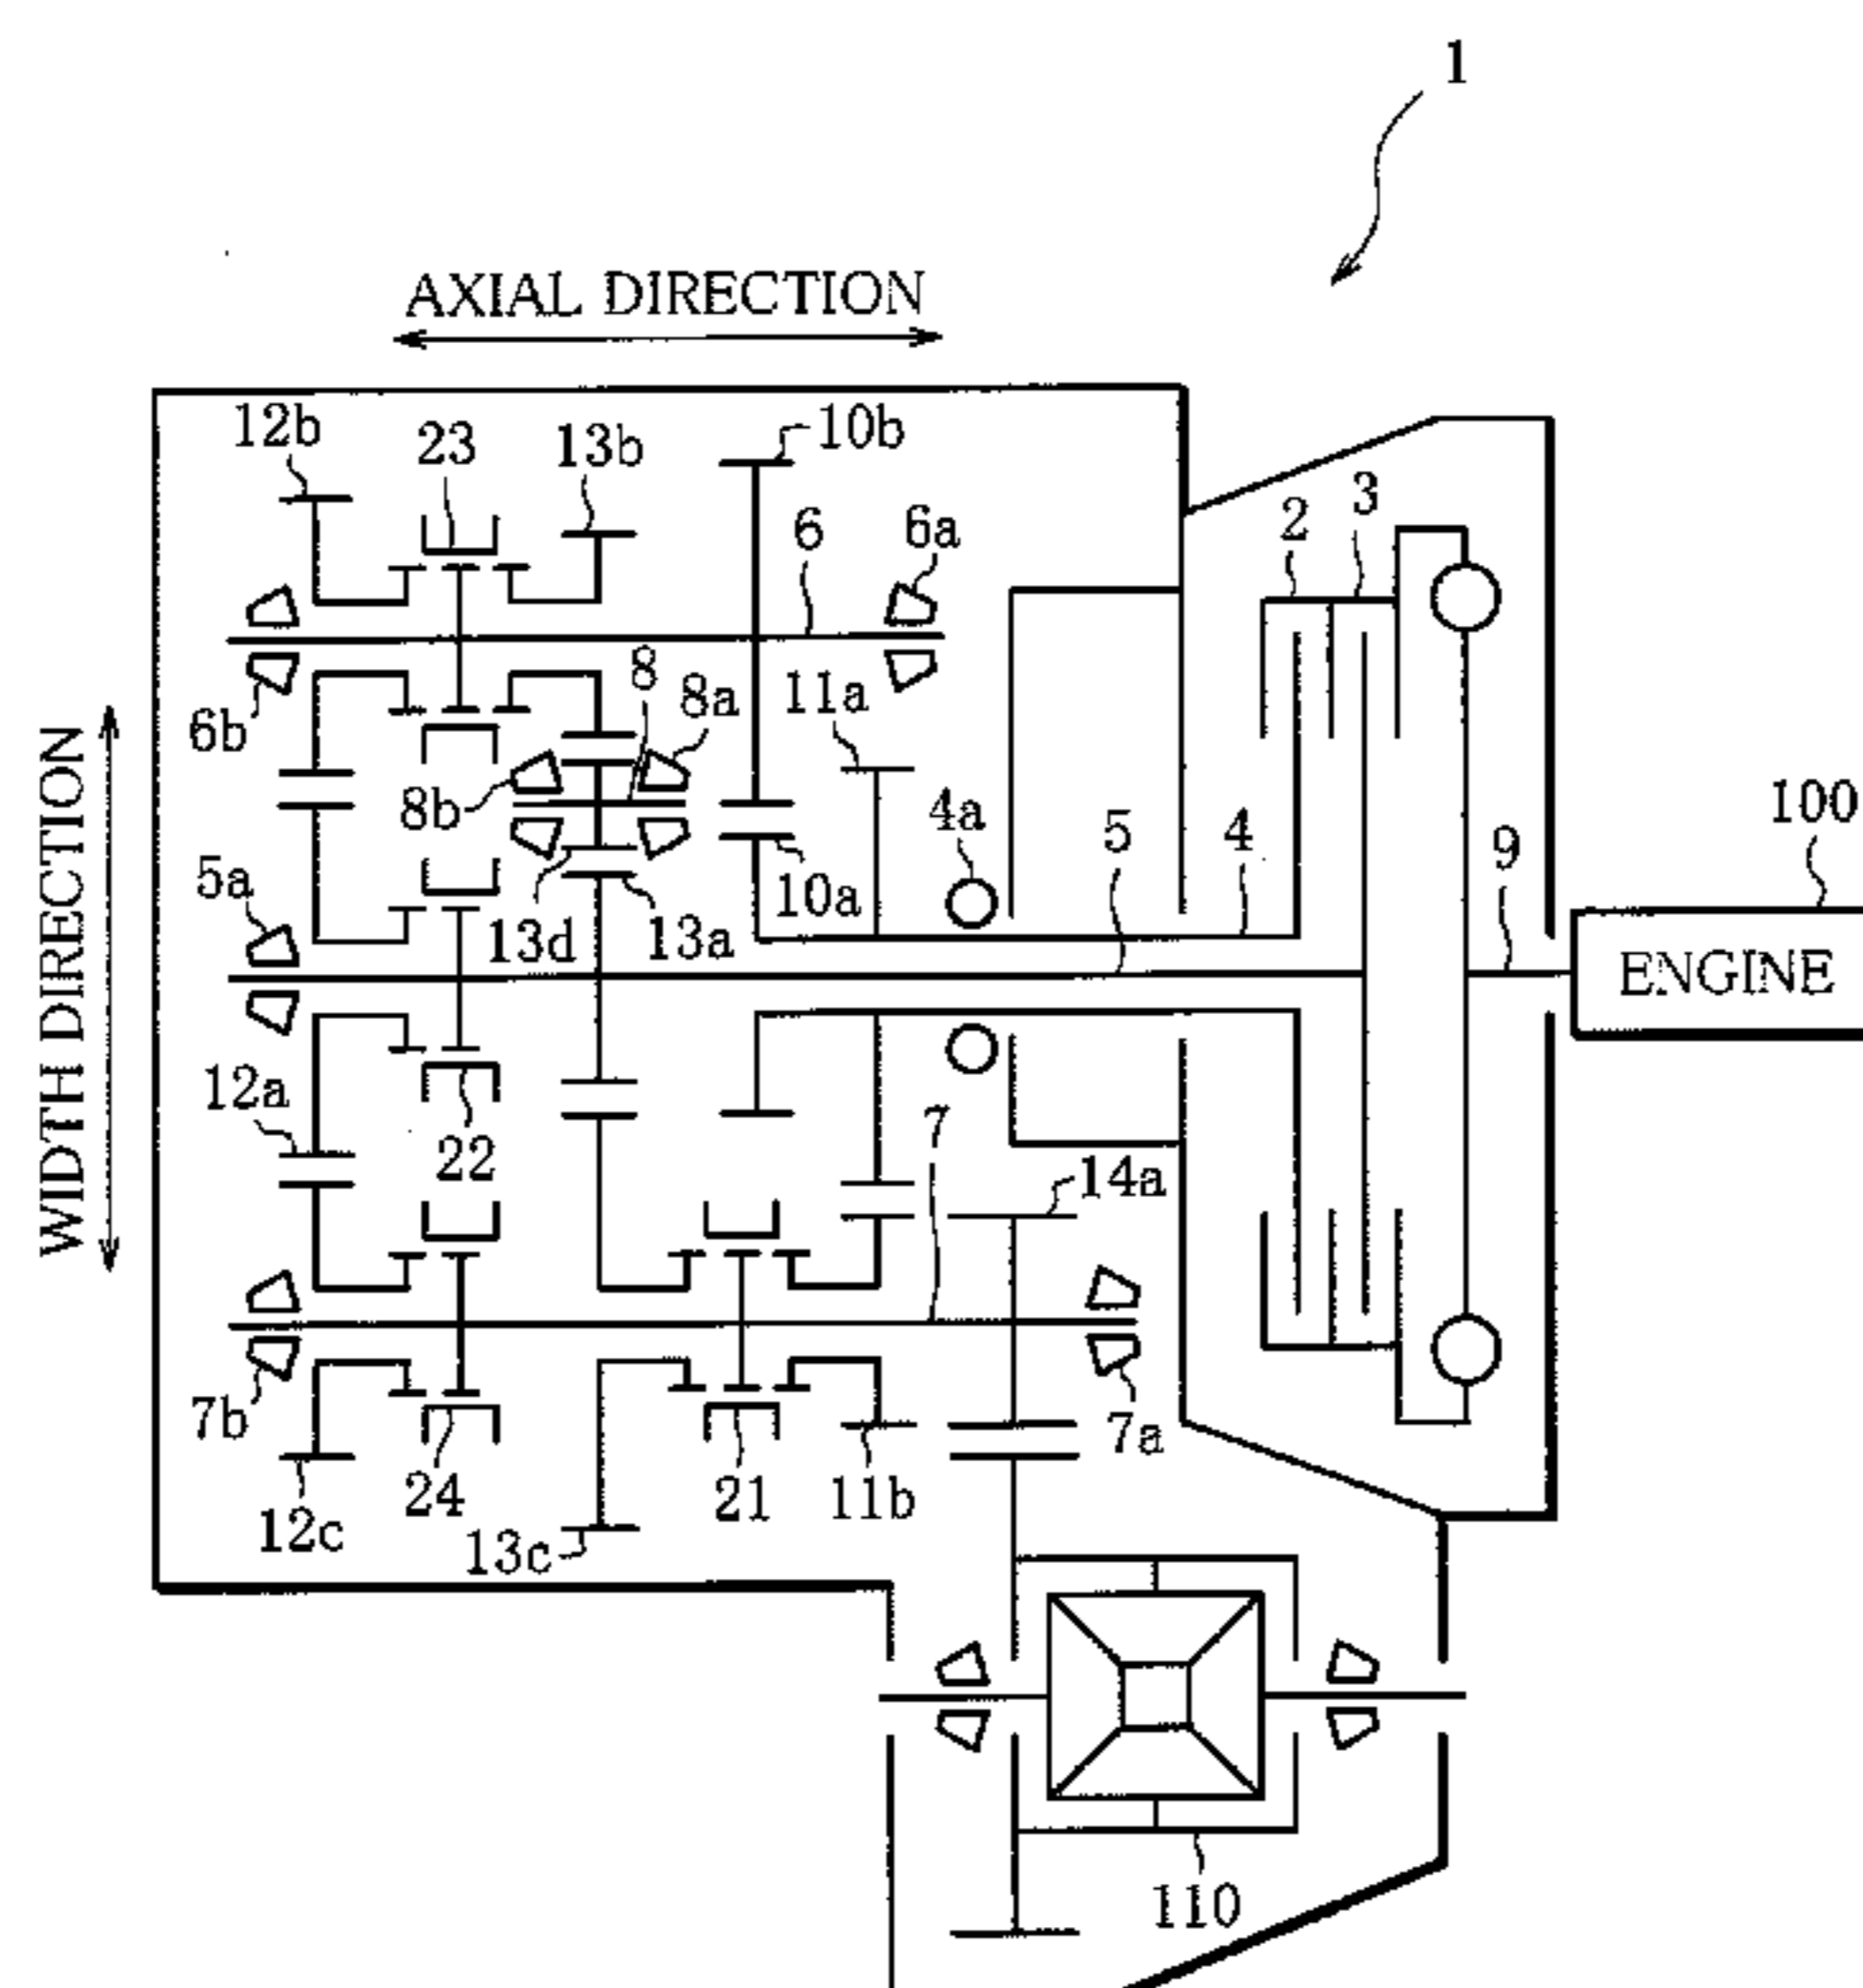 1
AXIAL DIRECTION
12b
23
13b
10b
6
6a
2
3
8
8a
11a
6b
8b
4a
5
4
100
5a
10a
9
13d
13a
ENGINE
WIDTH DIRECTION
12a
22
7
14a
7b
24
21
11b
7a
12c
13c
110